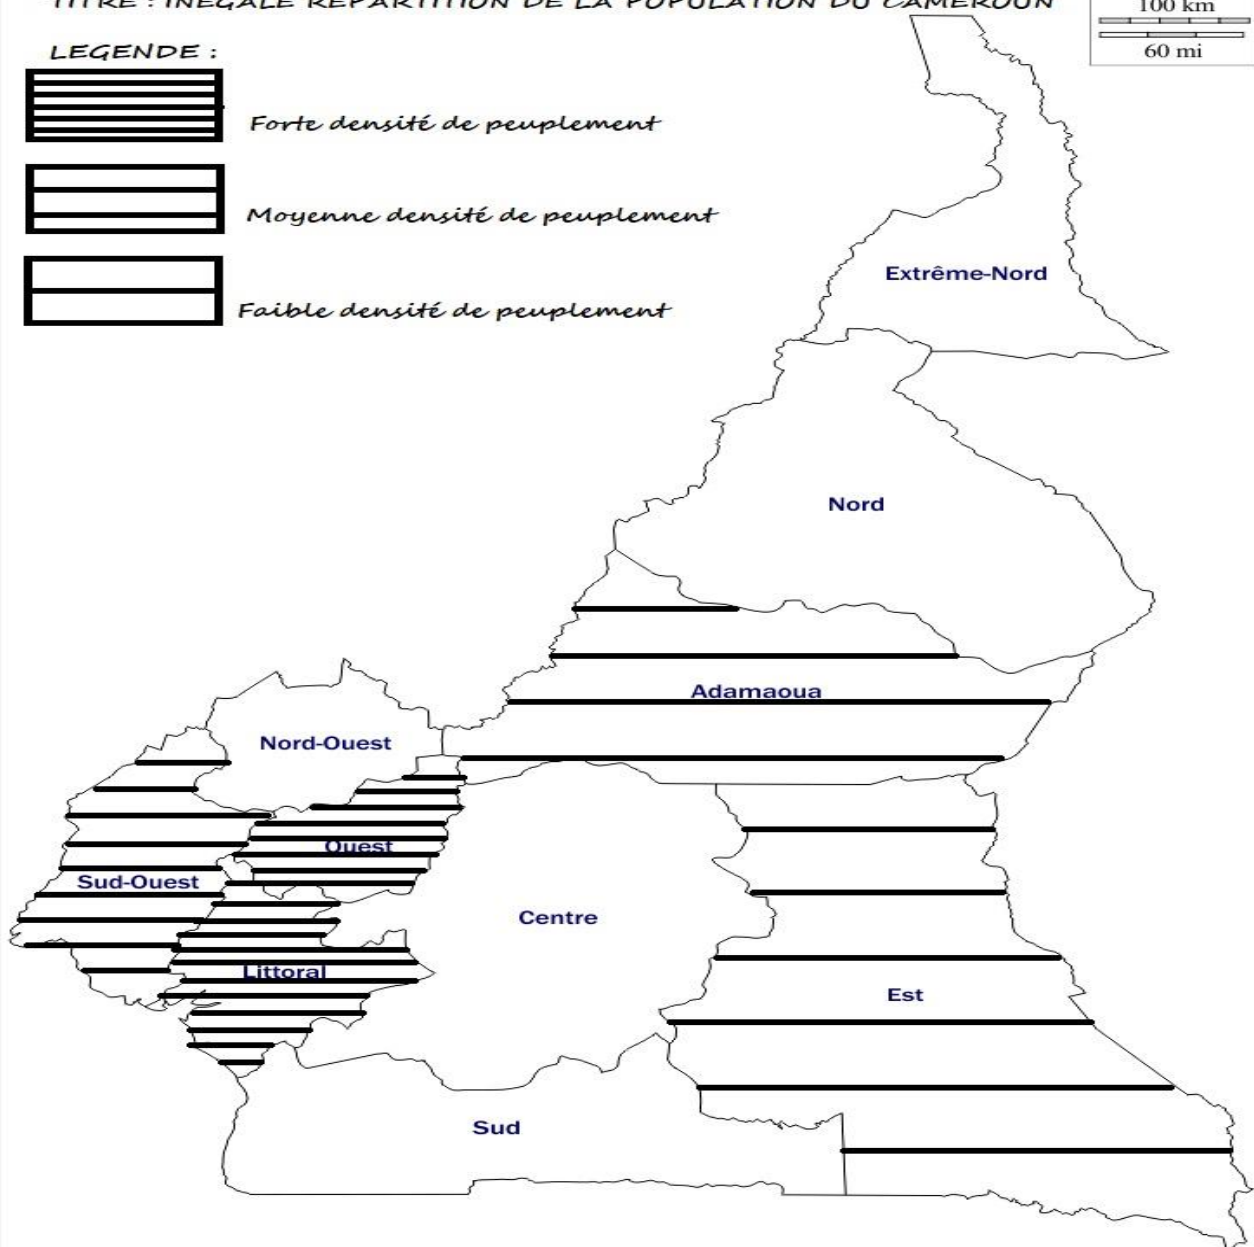 TITRE : INEGALE REPARTITION DE LA POPULATION DU CAMEROUN
100 km
60 mi
LEGENDE :
Forte densité de peuplement
Moyenne densité de peuplement
Faible densité de peuplement
Extrême-Nord
Nord
Adamaoua
Nord-Ouest
Ouest
Sud-Ouest
Centre
Littoral
Est
Sud